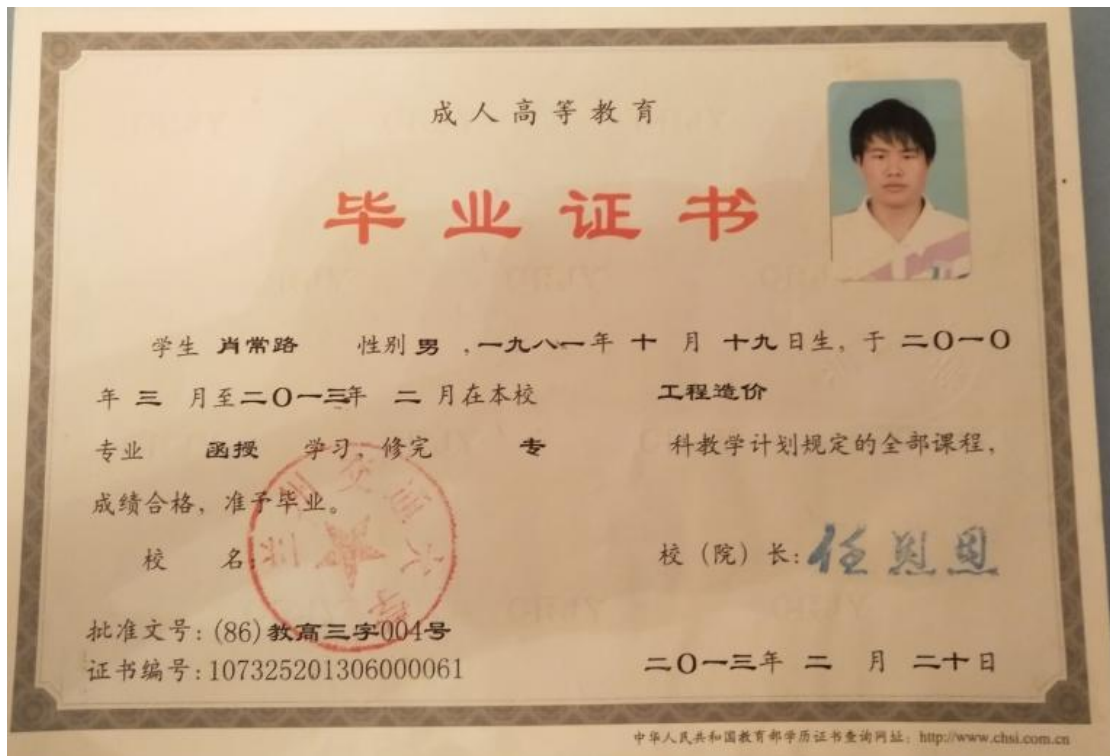 成人高等教育
毕业证书
学生 肖常路 性别 男 ,一九八一年 十 月 十九日生, 于 二〇一〇
年 三 月至二〇一三年 二 月在本校 工程造价
专业 函授 学习, 修完 专 科教学计划规定的全部课程,
成绩合格, 准予毕业。
校 名: 校 (院) 长:
批准文号: (86)教高三字004号
证书编号: 107325201306000061 二〇一三年 二 月 二十日
中华人民共和国教育部学历证书查询网址: http://www.chsi.com.cn